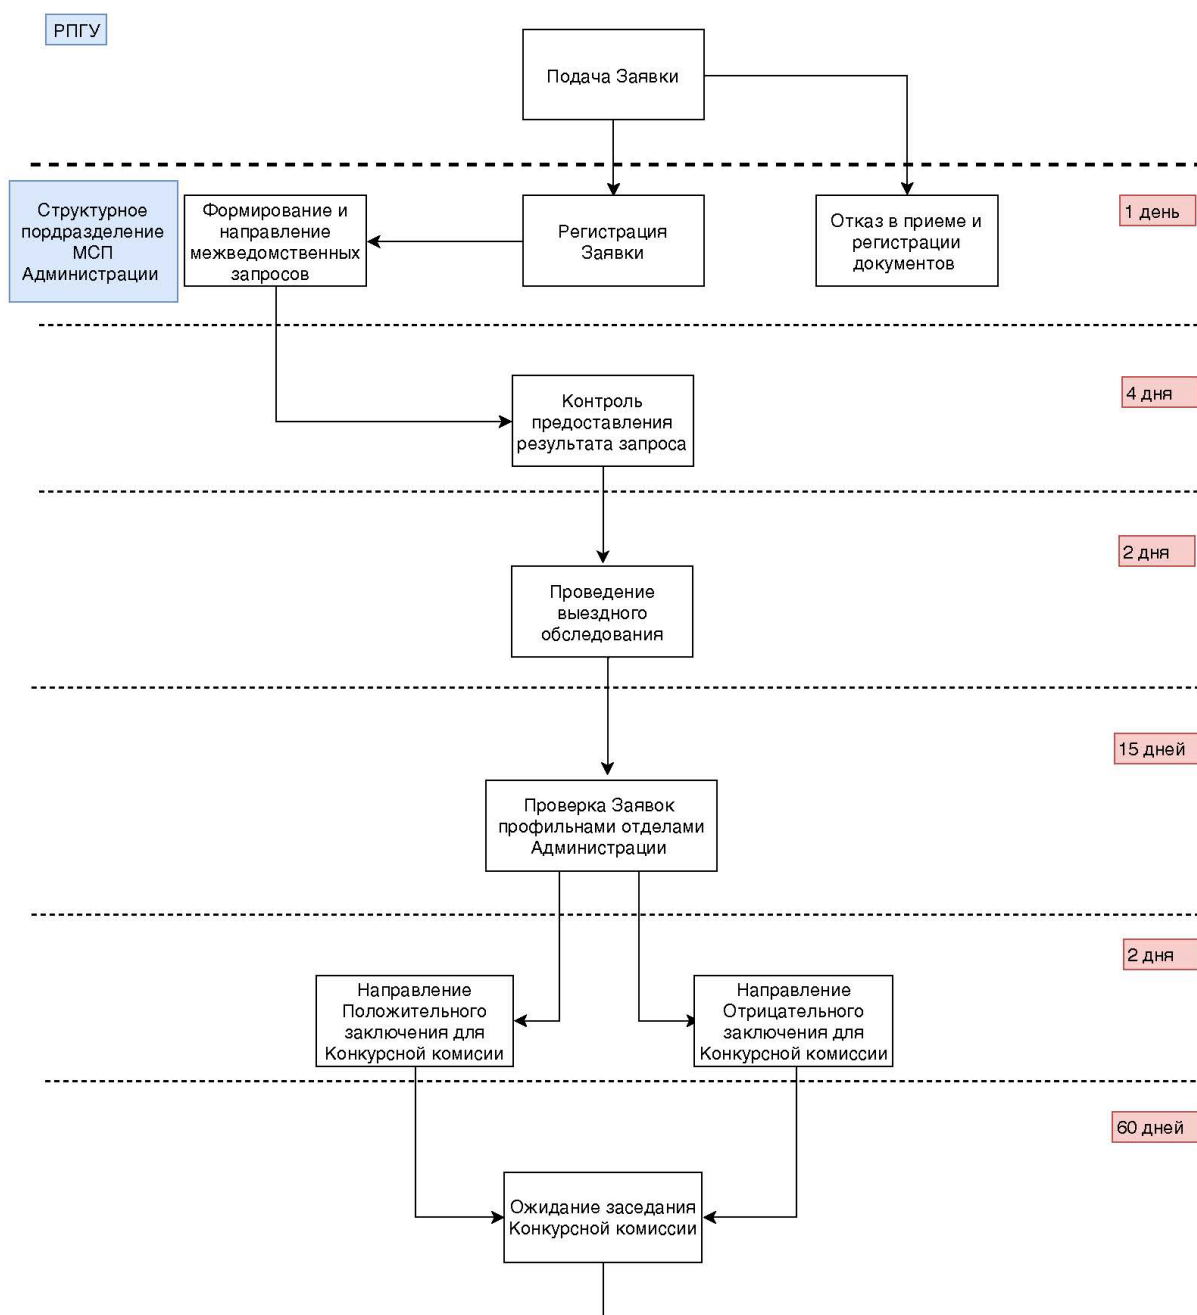 РПГУ
Подача Заявки
Структурное
пордразделение
МСП
Администрации
Формирование и
направление
межведомственных
запросов
Регистрация
Заявки
Отказ в приеме и
регистрации
документов
1 день
Контроль
предоставления
результата запроса
4 дня
Проведение
выездного
обследования
2 дня
15 дней
Проверка Заявок
профильнами отделами
Администрации
2 дня
Направление
Положительного
заключения для
Конкурсной комисии
Направление
Отрицательного
заключения для
Конкурсной комиссии
60 дней
Ожидание заседания
Конкурсной комиссии